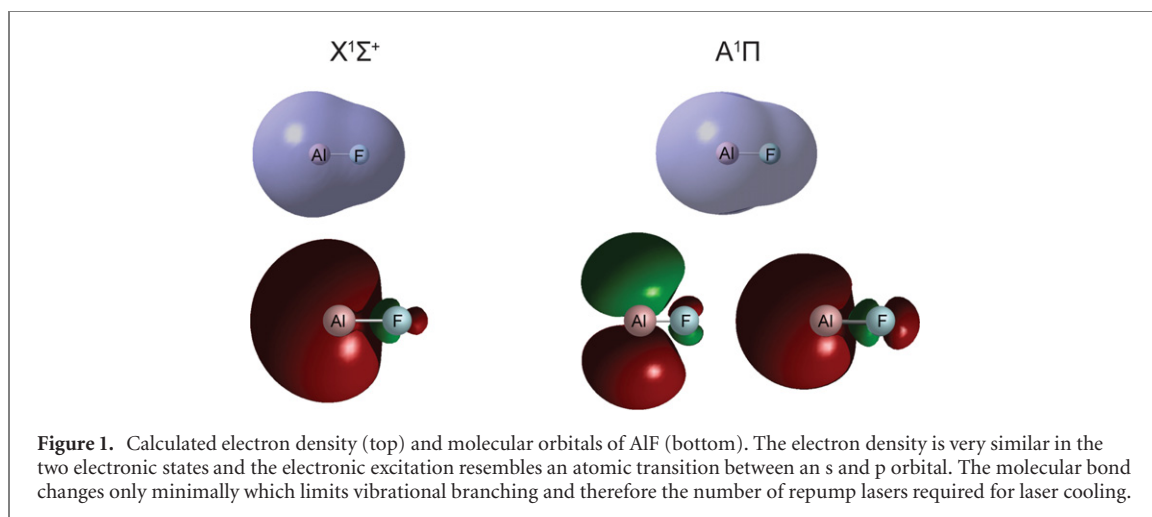 X¹Σ⁺ A¹Π
Al F Al F
Al F Al F Al F
Figure 1. Calculated electron density (top) and molecular orbitals of AlF (bottom). The electron density is very similar in the
two electronic states and the electronic excitation resembles an atomic transition between an s and p orbital. The molecular bond
changes only minimally which limits vibrational branching and therefore the number of repump lasers required for laser cooling.